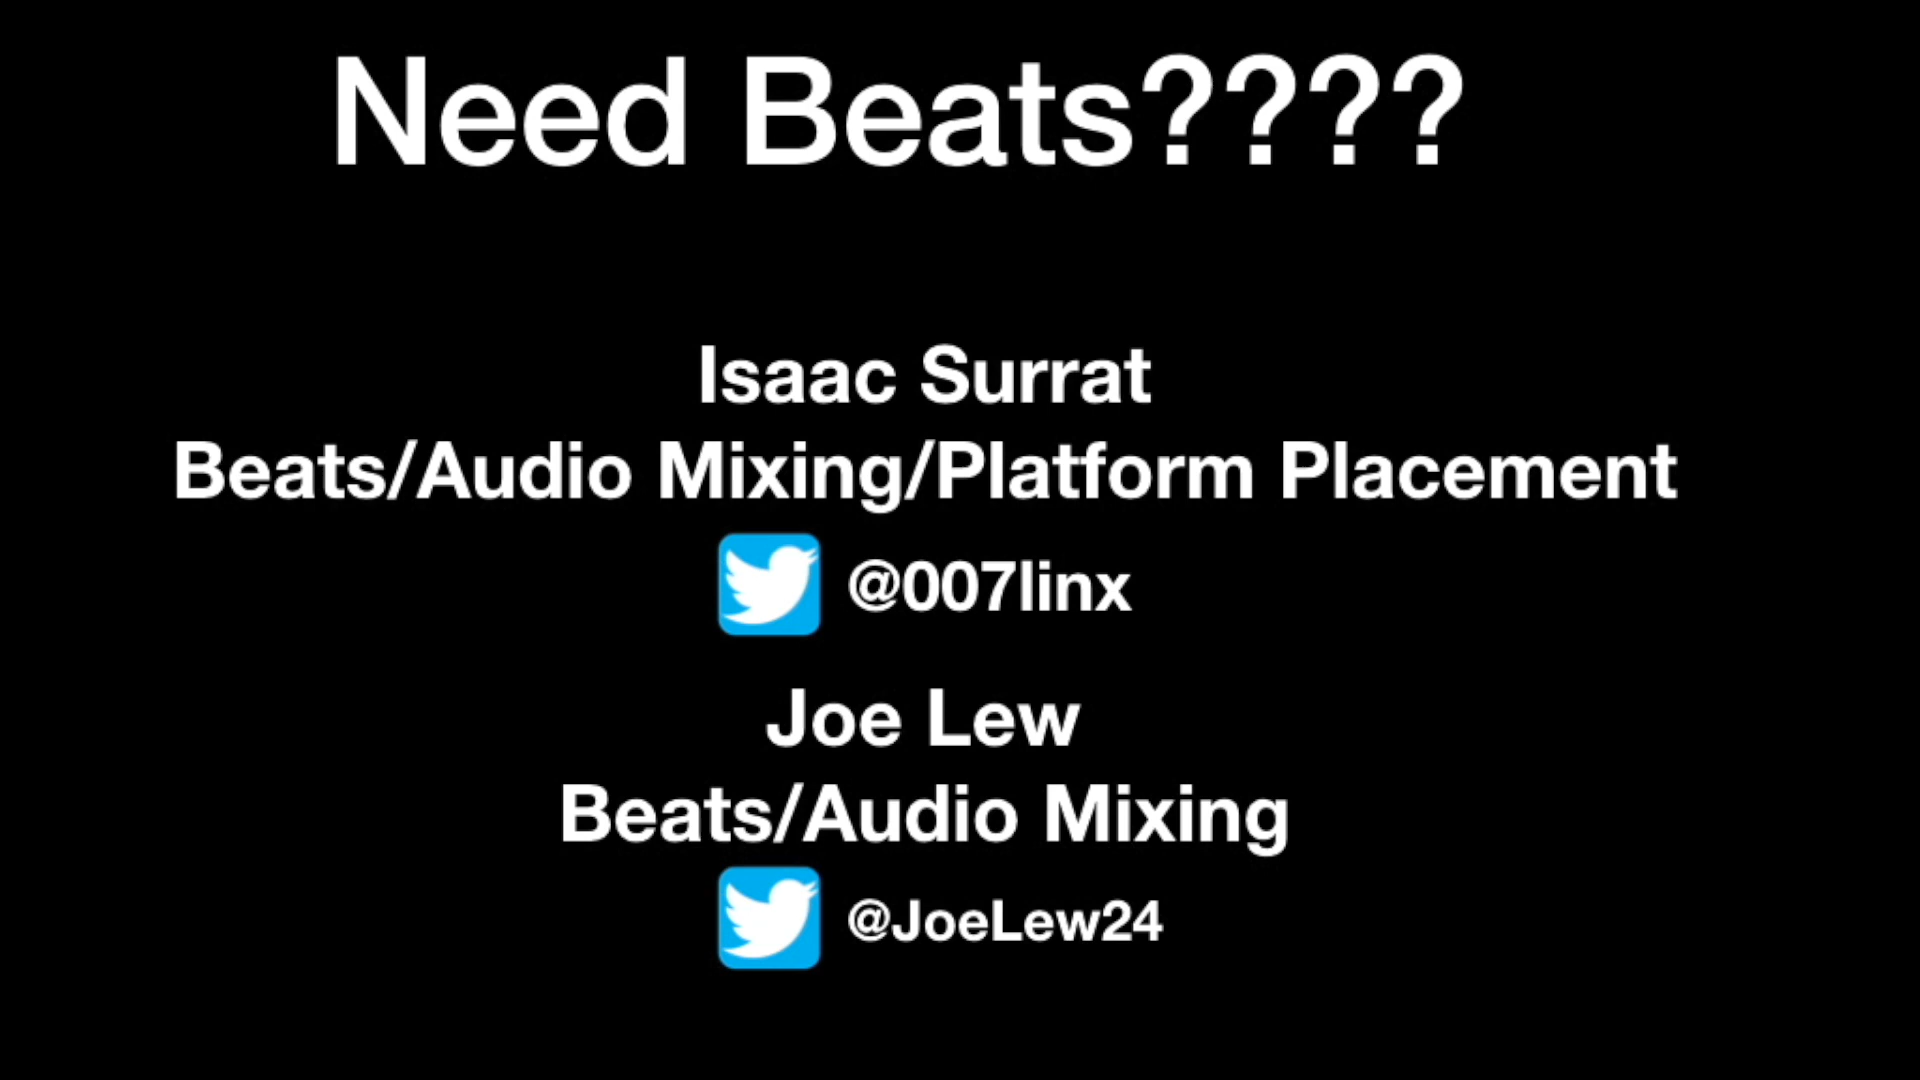 Need Beats????
Isaac Surrat
Beats/Audio Mixing/Platform Placement
@007linx
Joe Lew
Beats/Audio Mixing
@JoeLew24